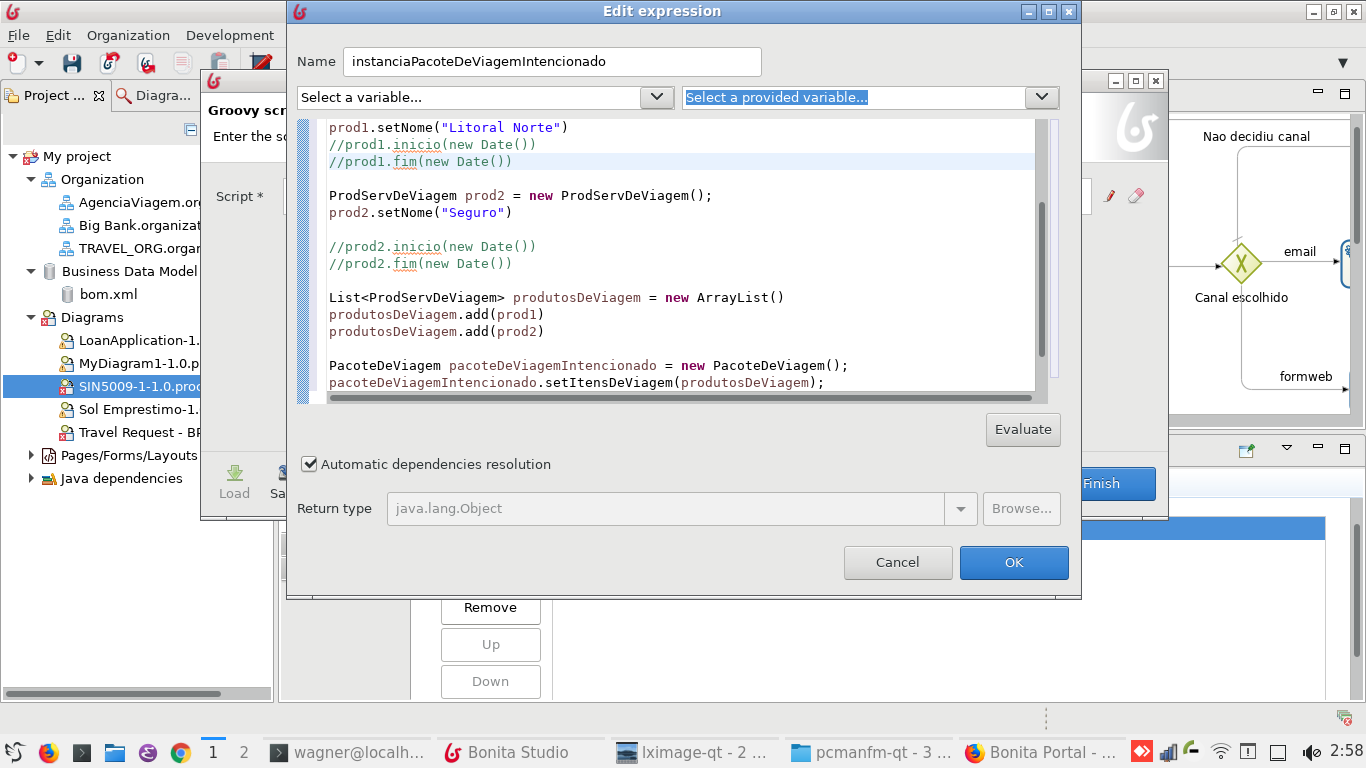 Edit expression
File Edit Organization Development
Project ... Diagra...
My project
Organization
AgenciaViagem.or
Big Bank.organizat
TRAVEL_ORG.organ
Business Data Model
bom.xml
Diagrams
LoanApplication-1.
MyDiagram1-1.0.p
SIN5009-1-1.0.proc
Sol Emprestimo-1.
Travel Request - BP
Pages/Forms/Layouts
Java dependencies
Groovy scr
Enter the sc
Script *
Load
Sa
Name instanciaPacoteDeViagemIntencionado
Select a variable... Select a provided variable...
prod1.setNome("Litoral Norte")
//prod1.inicio(new Date())
//prod1.fim(new Date())
ProdServDeViagem prod2 = new ProdServDeViagem();
prod2.setNome("Seguro")
//prod2.inicio(new Date())
//prod2.fim(new Date())
List<ProdServDeViagem> produtosDeViagem = new ArrayList()
produtosDeViagem.add(prod1)
produtosDeViagem.add(prod2)
PacoteDeViagem pacoteDeViagemIntencionado = new PacoteDeViagem();
pacoteDeViagemIntencionado.setItensDeViagem(produtosDeViagem);
Evaluate
Automatic dependencies resolution
Return type java.lang.Object Browse...
Cancel OK
Finish
Nao decidiu canal
email
Canal escolhido
formweb
Remove
Up
Down
1 2 wagner@localh... Bonita Studio lximage-qt - 2 ... pcmanfm-qt - 3 ... Bonita Portal - ... 2:58